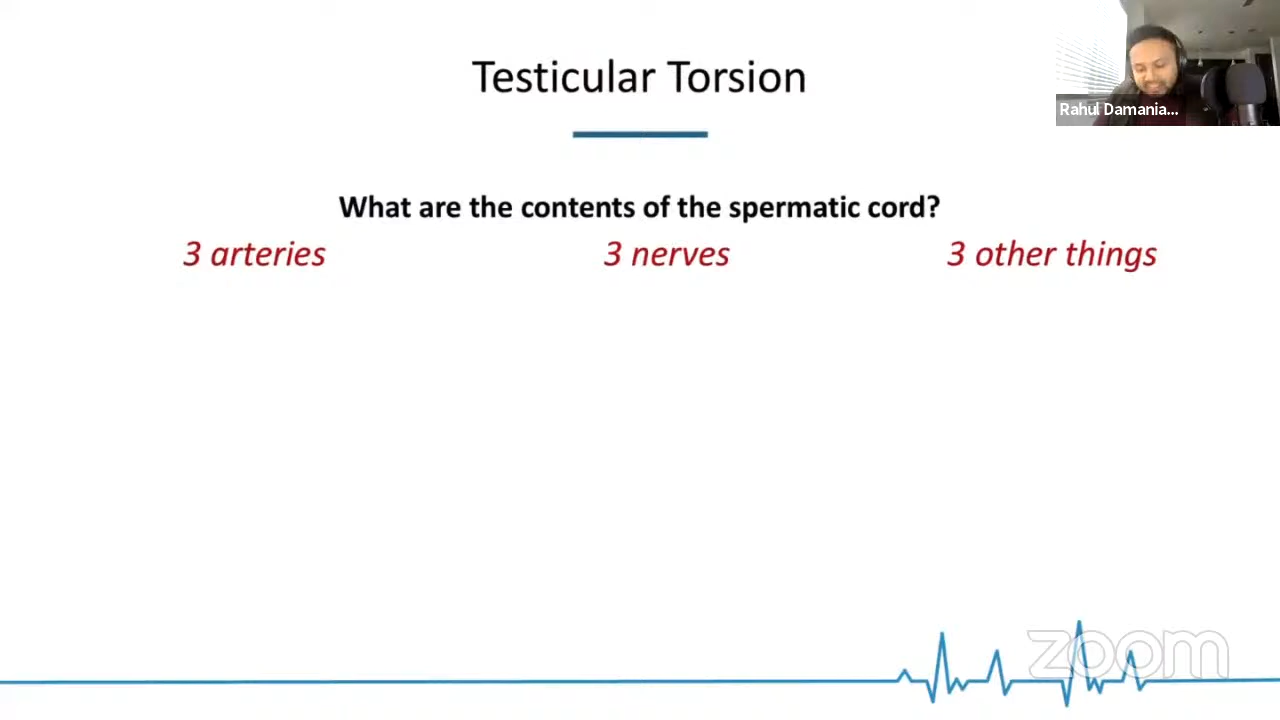 Testicular Torsion
Rahul Damania...
What are the contents of the spermatic cord?
3 arteries 3 nerves 3 other things
zoom